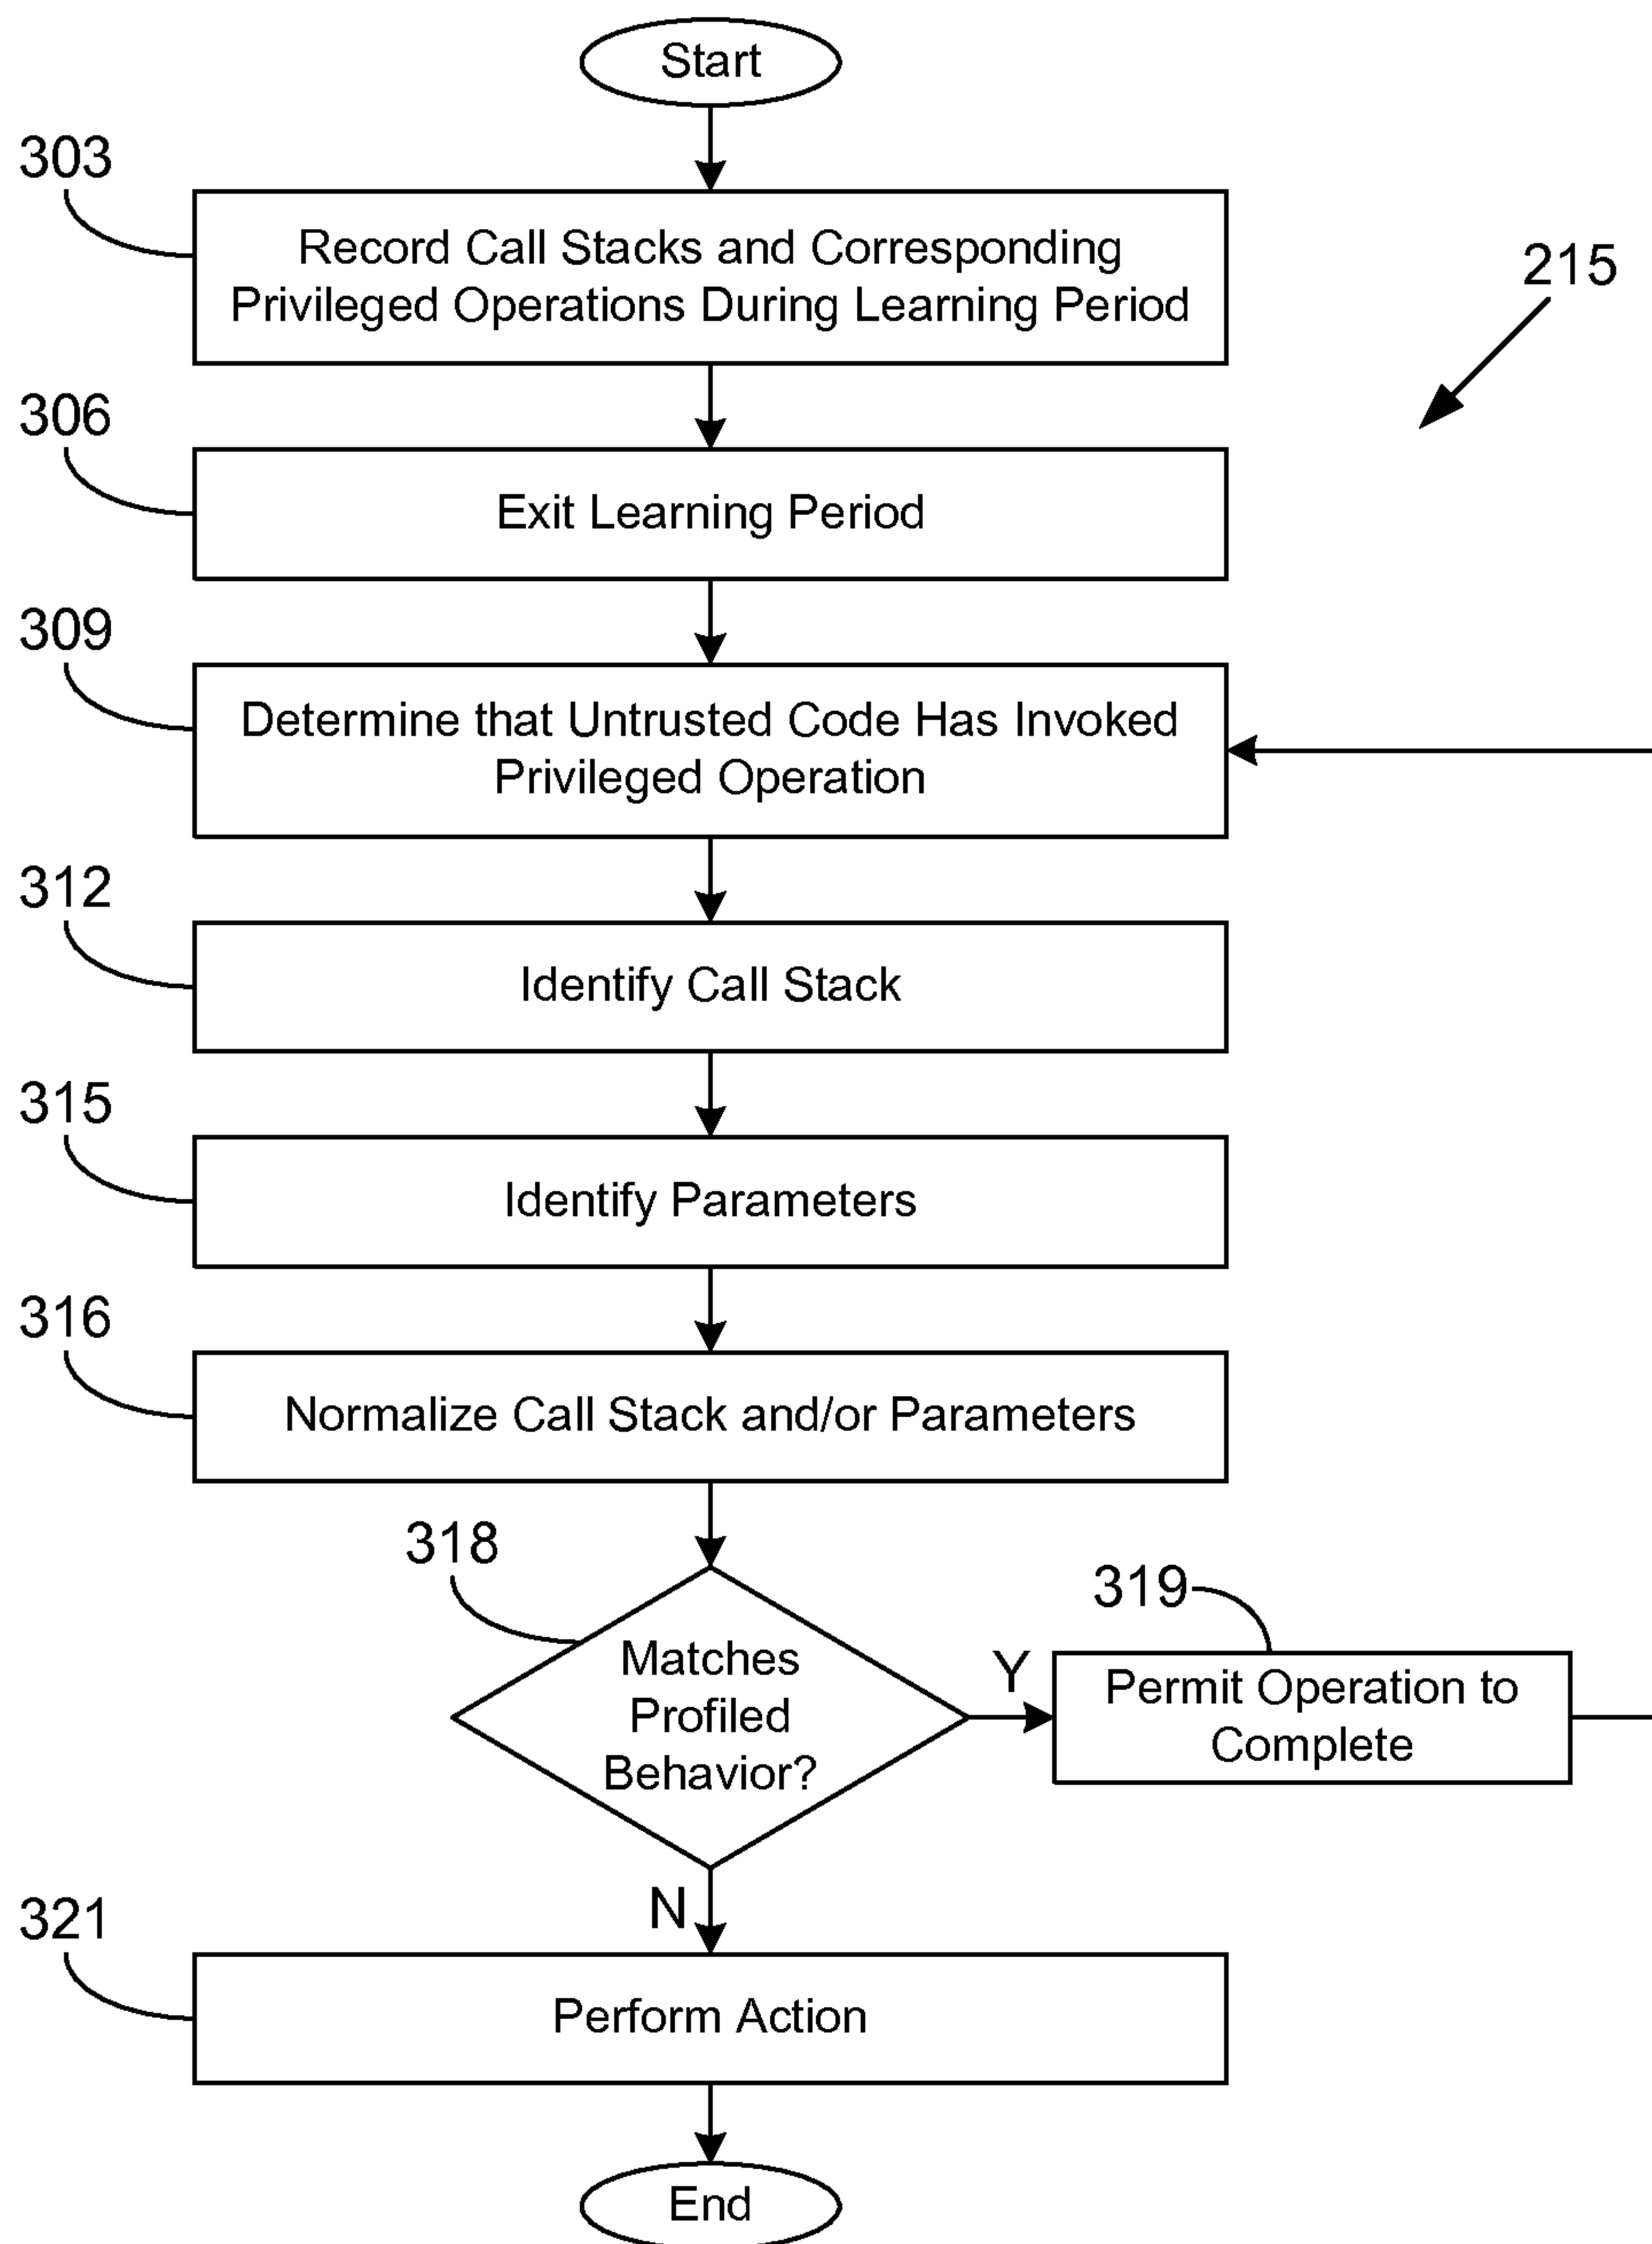 Start
303
Record Call Stacks and Corresponding
Privileged Operations During Learning Period
215
306
Exit Learning Period
309
Determine that Untrusted Code Has Invoked
Privileged Operation
312
Identify Call Stack
315
Identify Parameters
316
Normalize Call Stack and/or Parameters
318
Matches
Profiled
Behavior?
Y
319
Permit Operation to
Complete
N
321
Perform Action
End